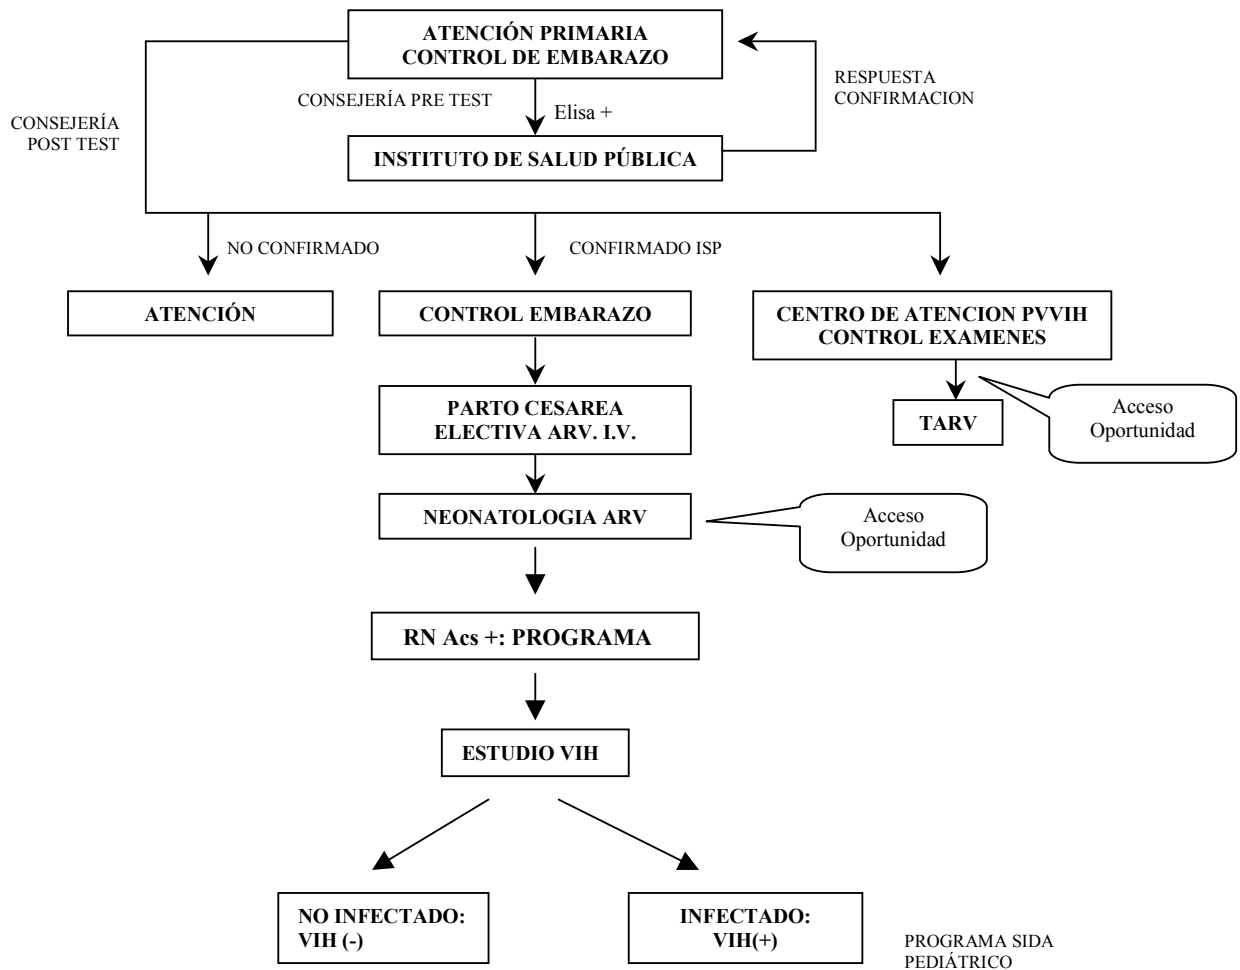 ATENCIÓN PRIMARIA
CONTROL DE EMBARAZO
RESPUESTA
CONFIRMACION
CONSEJERÍA PRE TEST
Elisa +
CONSEJERÍA
POST TEST
INSTITUTO DE SALUD PÚBLICA
NO CONFIRMADO
CONFIRMADO ISP
ATENCIÓN
CONTROL EMBARAZO
CENTRO DE ATENCION PVVIH
CONTROL EXAMENES
PARTO CESAREA
ELECTIVA ARV. I.V.
TARV
Acceso
Oportunidad
NEONATOLOGIA ARV
Acceso
Oportunidad
RN Acs +: PROGRAMA
ESTUDIO VIH
NO INFECTADO:
VIH (-)
INFECTADO:
VIH(+)
PROGRAMA SIDA
PEDIÁTRICO